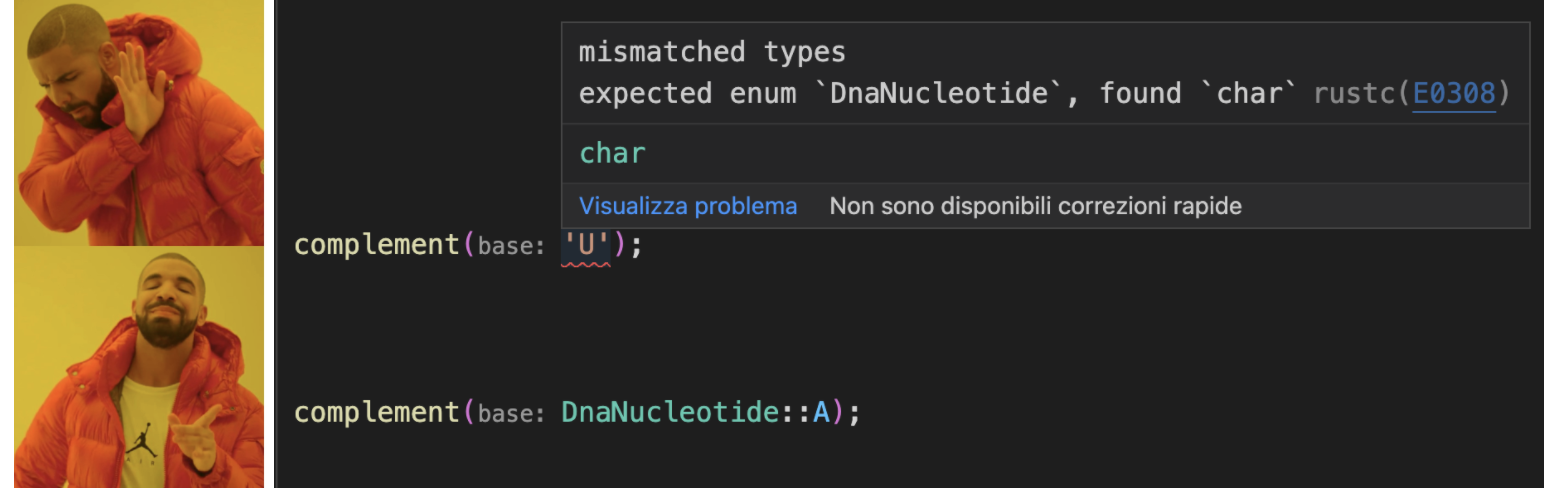 mismatched types
expected enum `DnaNucleotide`, found `char` rustc(E0308)
char
Visualizza problema Non sono disponibili correzioni rapide
complement(base: 'U');
complement(base: DnaNucleotide::A);